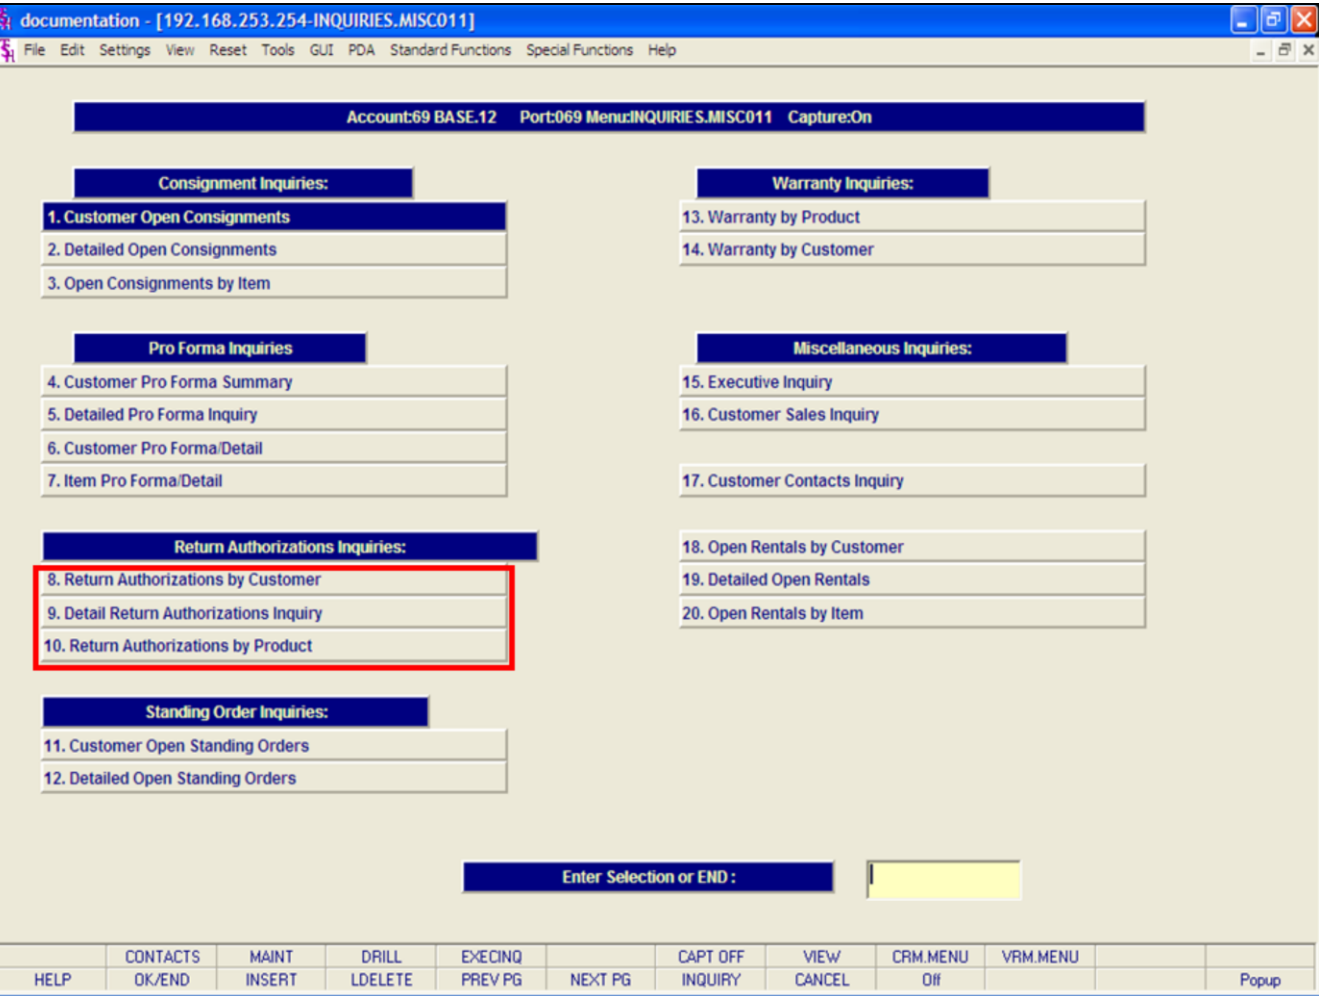 documentation - [192.168.253.254-INQUIRIES.MISC011]
File Edit Settings View Reset Tools GUI PDA Standard Functions Special Functions Help
Account:69 BASE.12 Port:069 Menu:INQUIRIES.MISC011 Capture:On
Consignment Inquiries:
1. Customer Open Consignments
2. Detailed Open Consignments
3. Open Consignments by Item
Pro Forma Inquiries
4. Customer Pro Forma Summary
5. Detailed Pro Forma Inquiry
6. Customer Pro Forma/Detail
7. Item Pro Forma/Detail
Return Authorizations Inquiries:
8. Return Authorizations by Customer
9. Detail Return Authorizations Inquiry
10. Return Authorizations by Product
Standing Order Inquiries:
11. Customer Open Standing Orders
12. Detailed Open Standing Orders
Warranty Inquiries:
13. Warranty by Product
14. Warranty by Customer
Miscellaneous Inquiries:
15. Executive Inquiry
16. Customer Sales Inquiry
17. Customer Contacts Inquiry
18. Open Rentals by Customer
19. Detailed Open Rentals
20. Open Rentals by Item
Enter Selection or END :
CONTACTS MAINT DRILL EXECINQ CAPT OFF VIEW CRM.MENU VRM.MENU
HELP OK/END INSERT LDELETE PREV PG NEXT PG INQUIRY CANCEL Off Popup